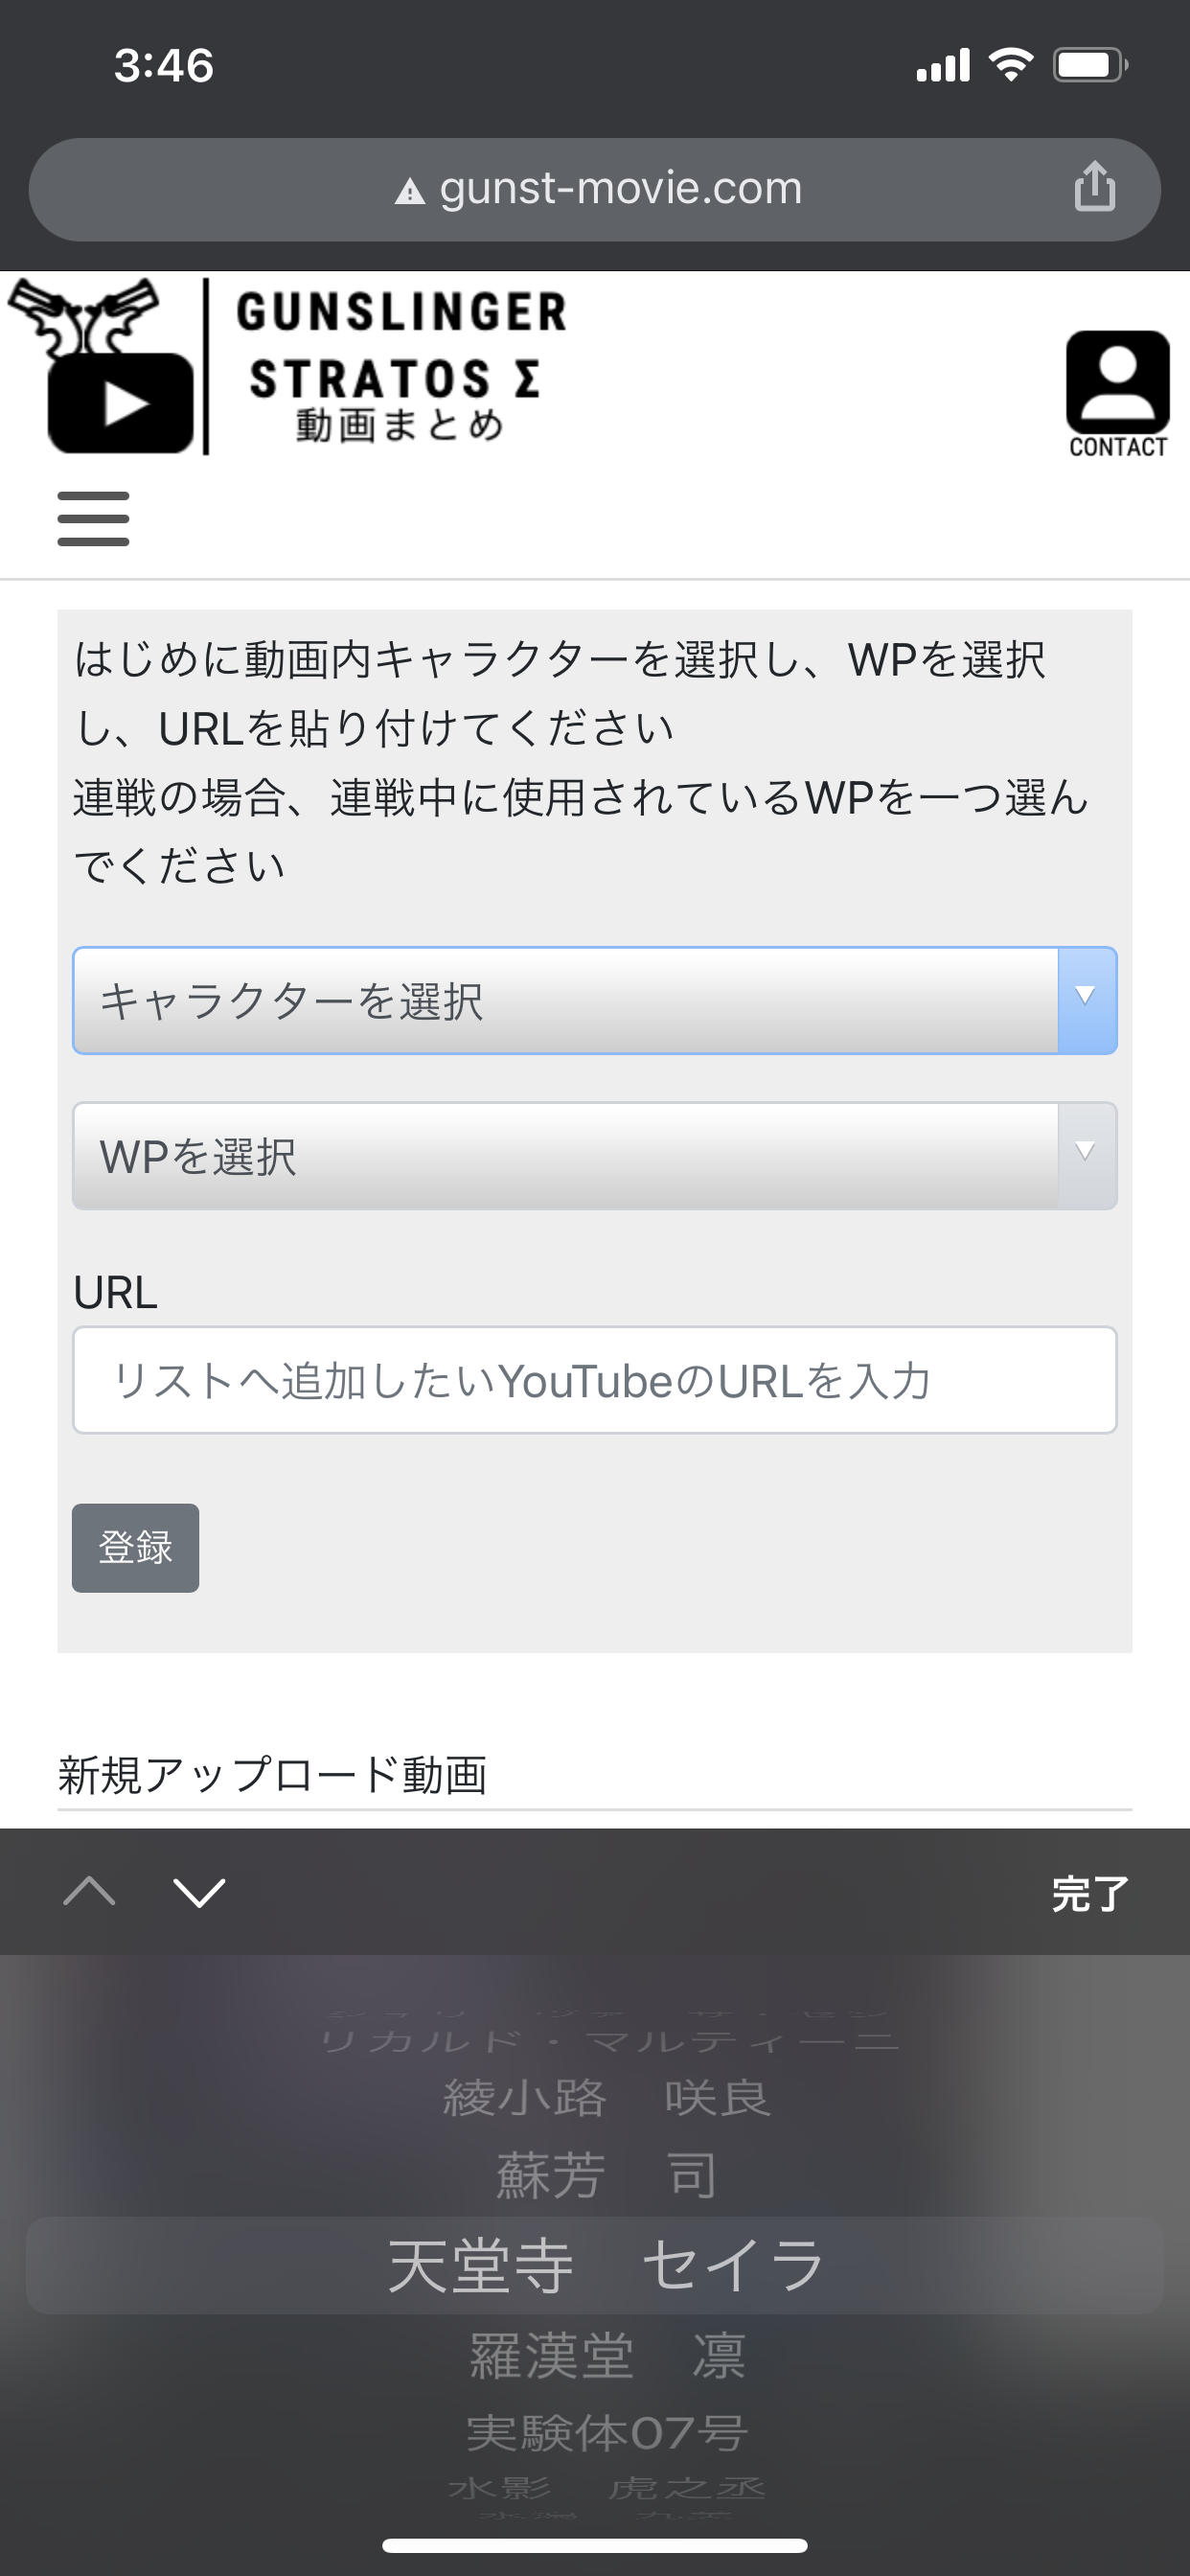 3:46
gunst-movie.com
GUNSLINGER
STRATOS Σ
動画まとめ
CONTACT
はじめに動画内キャラクターを選択し、WPを選択
し、URLを貼り付けてください
連戦の場合、連戦中に使用されているWPを一つ選ん
でください
キャラクターを選択
WPを選択
URL
リストへ追加したいYouTubeのURLを入力
登録
新規アップロード動画
完了
リカルド・マルティーニ
綾小路　咲良
蘇芳　司
天堂寺　セイラ
羅漢堂　凛
実験体07号
水影　虎之丞